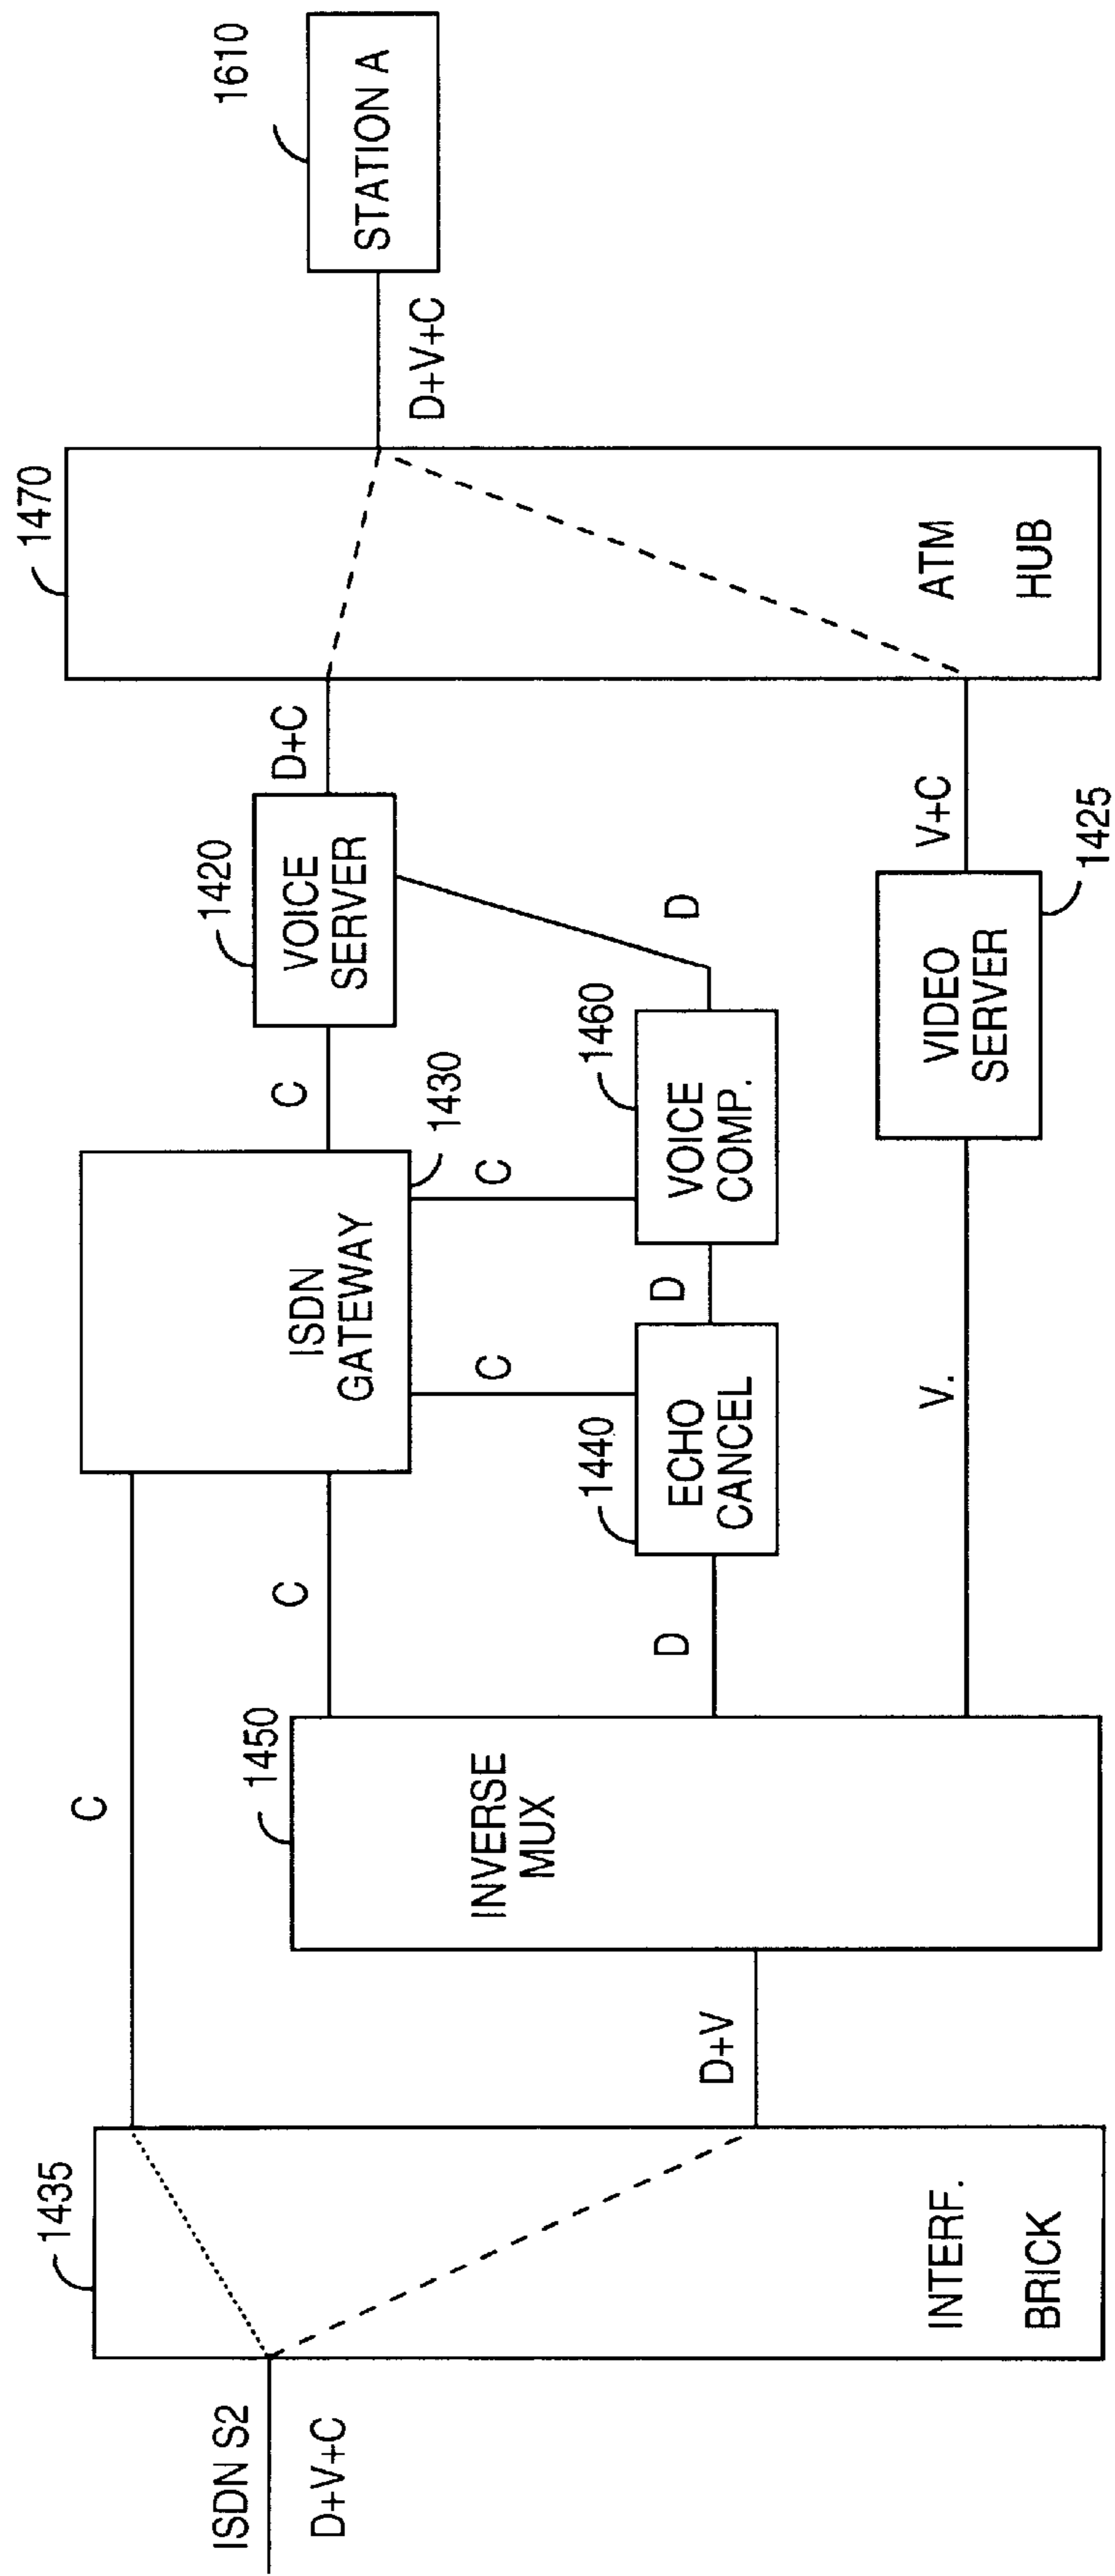 ISDN S2
D+V+C
1435
INTERF.
BRICK
C
D+V
1450
INVERSE
MUX
C
D
V.
ISDN
GATEWAY
1430
C
C
1440
ECHO
CANCEL
D
1460
VOICE
COMP.
D
C
1420
VOICE
SERVER
D+C
VIDEO
SERVER
1425
V+C
1470
ATM
HUB
D+V+C
1610
STATION A